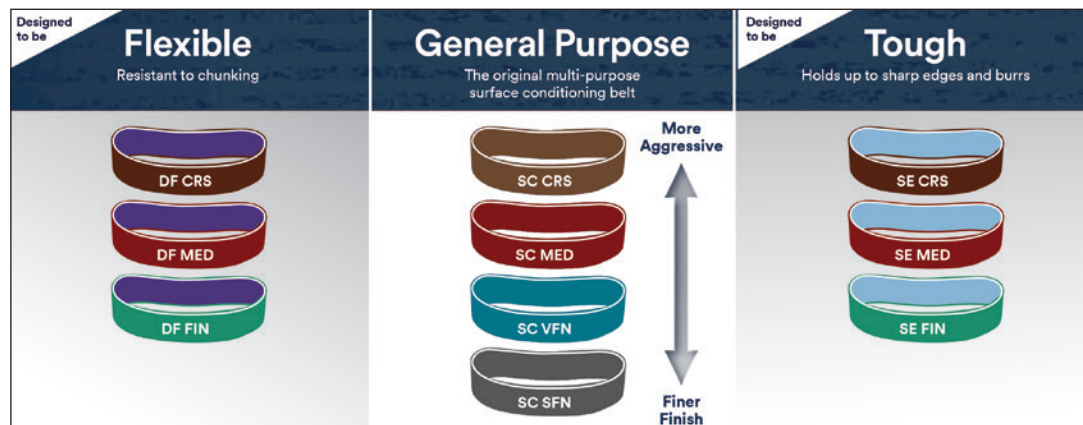 Designed
to be
Flexible
Resistant to chunking
DF CRS
DF MED
DF FIN
General Purpose
The original multi-purpose
surface conditioning belt
More
Aggressive
SC CRS
SC MED
SC VFN
SC SFN
Finer
Finish
Designed
to be
Tough
Holds up to sharp edges and burrs
SE CRS
SE MED
SE FIN